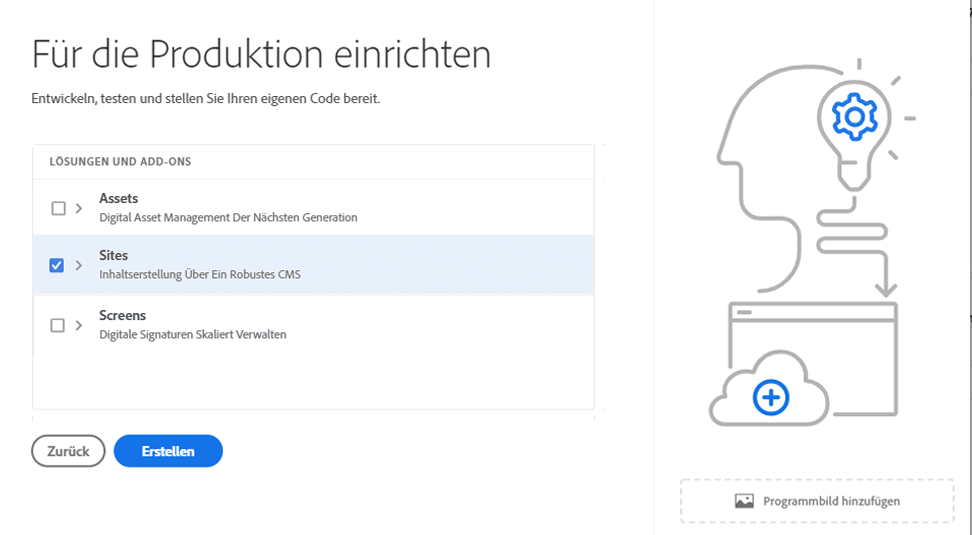 Für die Produktion einrichten
Entwickeln, testen und stellen Sie Ihren eigenen Code bereit.
LÖSUNGEN UND ADD-ONS
Assets
Digital Asset Management Der Nächsten Generation
Sites
Inhaltserstellung Über Ein Robustes CMS
Screens
Digitale Signaturen Skaliert Verwalten
Zurück
Erstellen
Programmbild hinzufügen